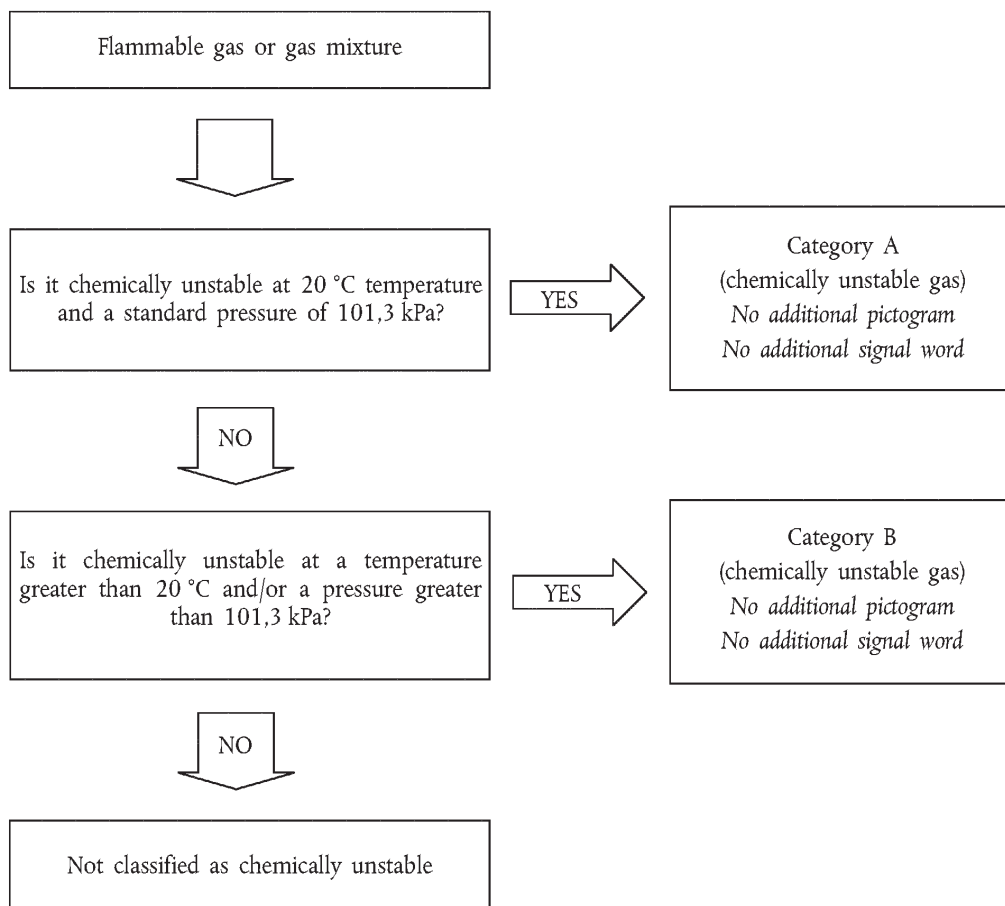 Flammable gas or gas mixture
Is it chemically unstable at 20 °C temperature
and a standard pressure of 101,3 kPa?
YES
Category A
(chemically unstable gas)
No additional pictogram
No additional signal word
NO
Is it chemically unstable at a temperature
greater than 20 °C and/or a pressure greater
than 101,3 kPa?
YES
Category B
(chemically unstable gas)
No additional pictogram
No additional signal word
NO
Not classified as chemically unstable